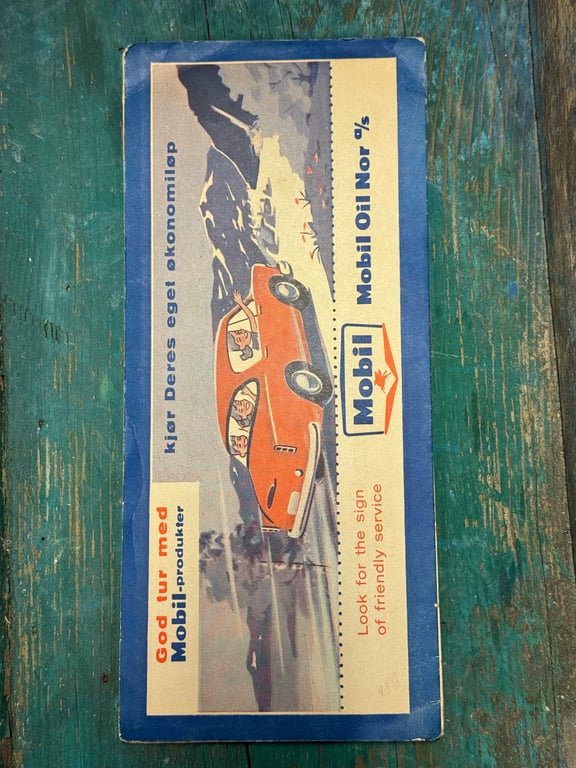 God tur med
Mobil-produkter
kjør Deres eget økonomiløp
Look for the sign
of friendly service
Mobil
Mobil Oil Nor a/s